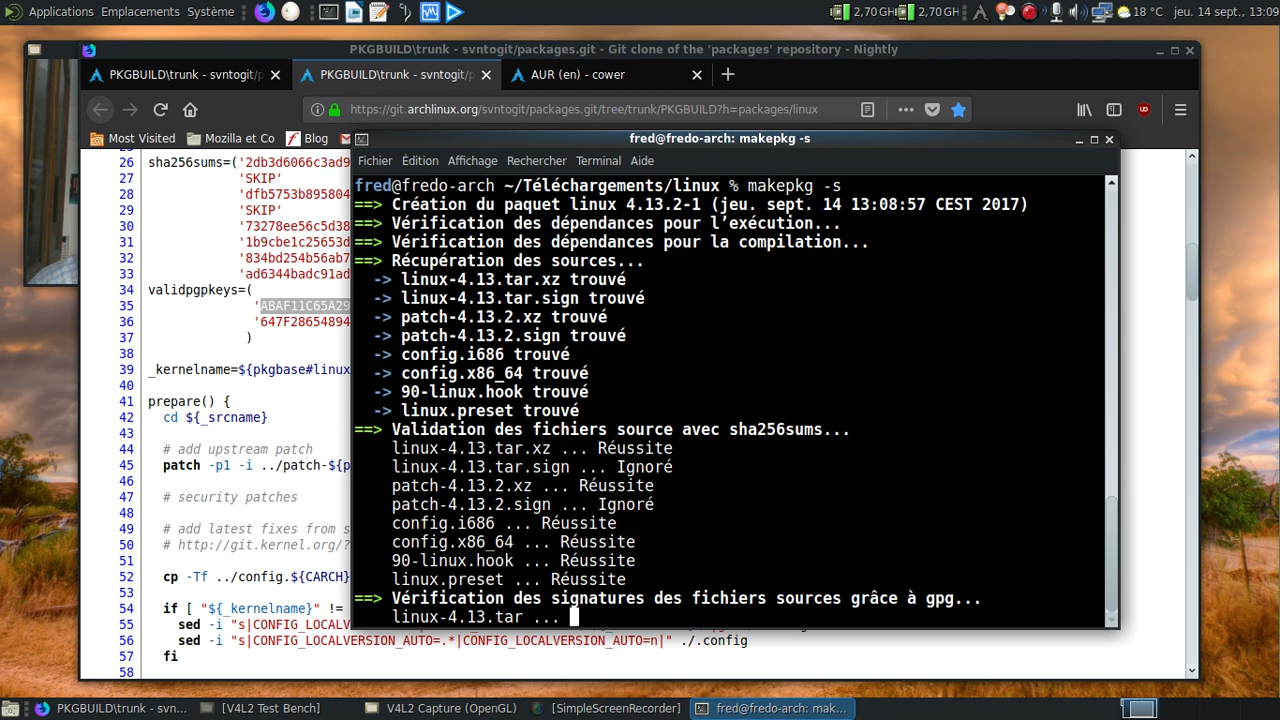 Applications Emplacements Système 2,70GH 2,70GH 18 °C jeu. 14 sept., 13:09
PKGBUILD\trunk - svntogit/packages.git - Git clone of the 'packages' repository - Nightly
PKGBUILD\trunk - svntogit/p PKGBUILD\trunk - svntogit/p AUR (en) - cower
https://git.archlinux.org/svntogit/packages.git/tree/trunk/PKGBUILD?h=packages/linux
Most Visited Mozilla et Co Blog
fred@fredo-arch: makepkg -s
Fichier Édition Affichage Rechercher Terminal Aide
26 sha256sums=('2db3d6066c3ad9
27 'SKIP'
28 'dfb5753b895804
29 'SKIP'
30 '73278ee56c5d38
31 '1b9cbe1c25653d
32 '834bd254b56ab7
33 'ad6344badc91ad
34 validpgpkeys=(
35 'ABAF11C65A29
36 '647F28654894
37 )
38
39 _kernelname=${pkgbase#linux
40
41 prepare() {
42 cd ${_srcname}
43
44 # add upstream patch
45 patch -p1 -i ../patch-${p
46
47 # security patches
48
49 # add latest fixes from s
50 # http://git.kernel.org/?
51
52 cp -Tf ../config.${CARCH}
53
54 if [ "${_kernelname}" !=
55 sed -i "s|CONFIG_LOCALV
56 sed -i "s|CONFIG_LOCALVERSION_AUTO=.*|CONFIG_LOCALVERSION_AUTO=n|" ./.config
57 fi
58
fred@fredo-arch ~/Téléchargements/linux % makepkg -s
==> Création du paquet linux 4.13.2-1 (jeu. sept. 14 13:08:57 CEST 2017)
==> Vérification des dépendances pour l’exécution...
==> Vérification des dépendances pour la compilation...
==> Récupération des sources...
-> linux-4.13.tar.xz trouvé
-> linux-4.13.tar.sign trouvé
-> patch-4.13.2.xz trouvé
-> patch-4.13.2.sign trouvé
-> config.i686 trouvé
-> config.x86_64 trouvé
-> 90-linux.hook trouvé
-> linux.preset trouvé
==> Validation des fichiers source avec sha256sums...
linux-4.13.tar.xz ... Réussite
linux-4.13.tar.sign ... Ignoré
patch-4.13.2.xz ... Réussite
patch-4.13.2.sign ... Ignoré
config.i686 ... Réussite
config.x86_64 ... Réussite
90-linux.hook ... Réussite
linux.preset ... Réussite
==> Vérification des signatures des fichiers sources grâce à gpg...
linux-4.13.tar ...
PKGBUILD\trunk - svn... [V4L2 Test Bench] V4L2 Capture (OpenGL) [SimpleScreenRecorder] fred@fredo-arch: mak...